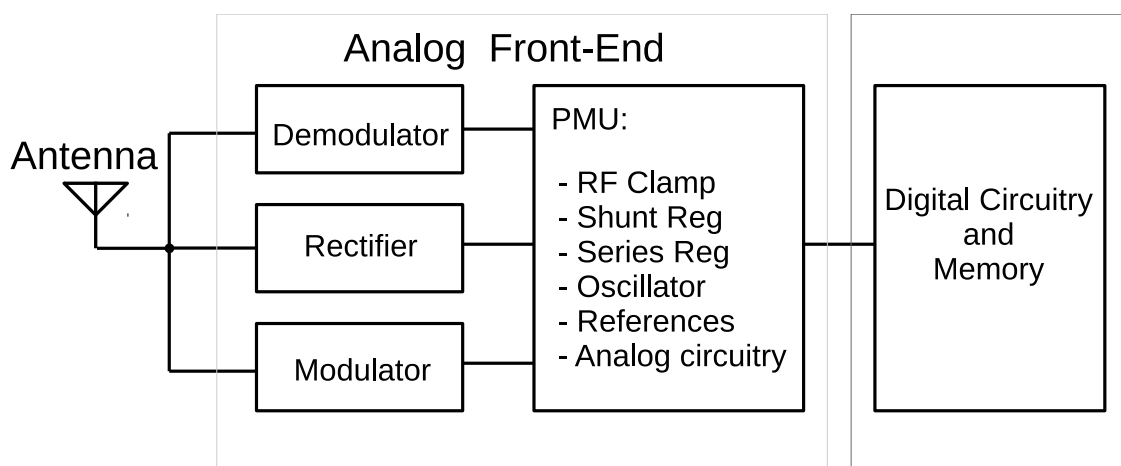 Analog Front-End
Antenna
Demodulator
Rectifier
Modulator
PMU:
- RF Clamp
- Shunt Reg
- Series Reg
- Oscillator
- References
- Analog circuitry
Digital Circuitry
and
Memory